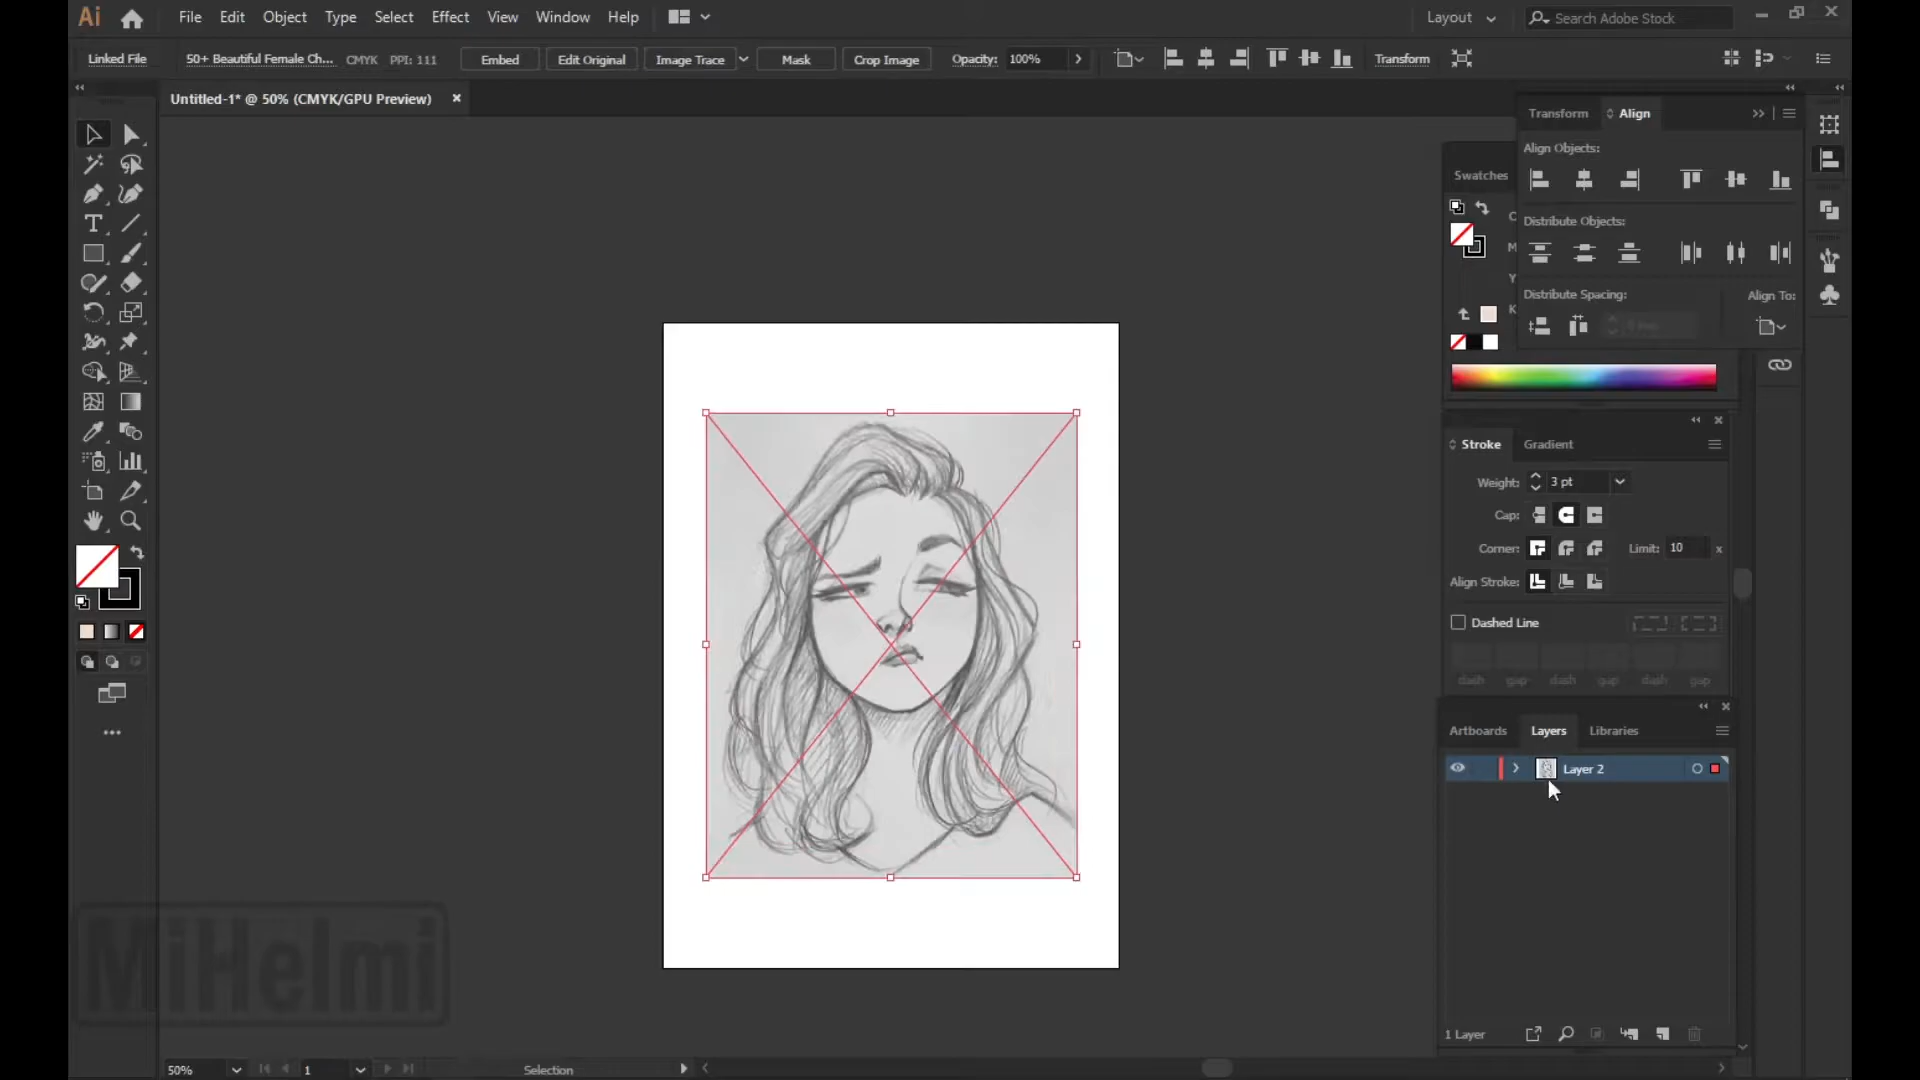 Ai File Edit Object Type Select Effect View Window Help Layout Search Adobe Stock
Linked File 50+ Beautiful Female Ch... CMYK PPI: 111 Embed Edit Original Image Trace Mask Crop Image Opacity: 100% Transform
Untitled-1* @ 50% (CMYK/GPU Preview)
Transform Align
Align Objects:
Swatches
Distribute Objects:
C
M
Y
K
Distribute Spacing: Align To:
Stroke Gradient
Weight: 3 pt
Cap:
Corner: Limit: 10 x
Align Stroke:
Dashed Line
dash gap dash gap dash gap
Artboards Layers Libraries
Layer 2
1 Layer
MiHelmi
50% 1 Selection